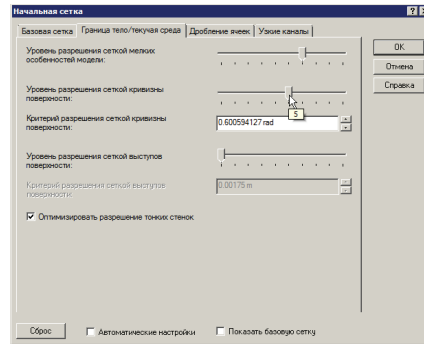 Начальная сетка
Базовая сетка Граница тело/текучая среда Дробление ячеек Узкие каналы
Уровень разрешения сеткой мелких
особенностей модели:
OK
Отмена
Справка
Уровень разрешения сеткой кривизны
поверхности:
5
Критерий разрешения сеткой кривизны
поверхности:
0.600594127 rad
Уровень разрешения сеткой выступов
поверхности:
Критерий разрешения сеткой выступов
поверхности:
0.00175 m
Оптимизировать разрешение тонких стенок
Сброс
Автоматические настройки
Показать базовую сетку